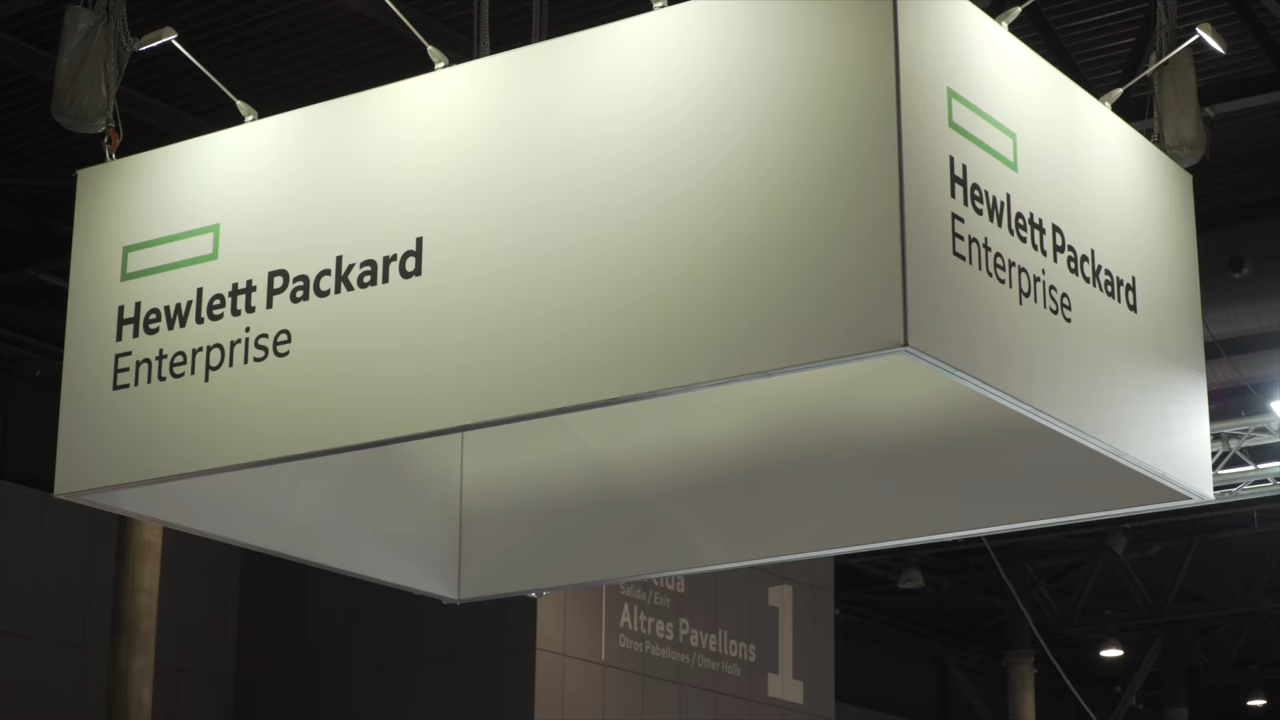 Hewlett Packard
Enterprise
Hewlett Packard
Enterprise
Salida / Exit
Altres Pavellons
Otros Pabellones / Other Halls
1